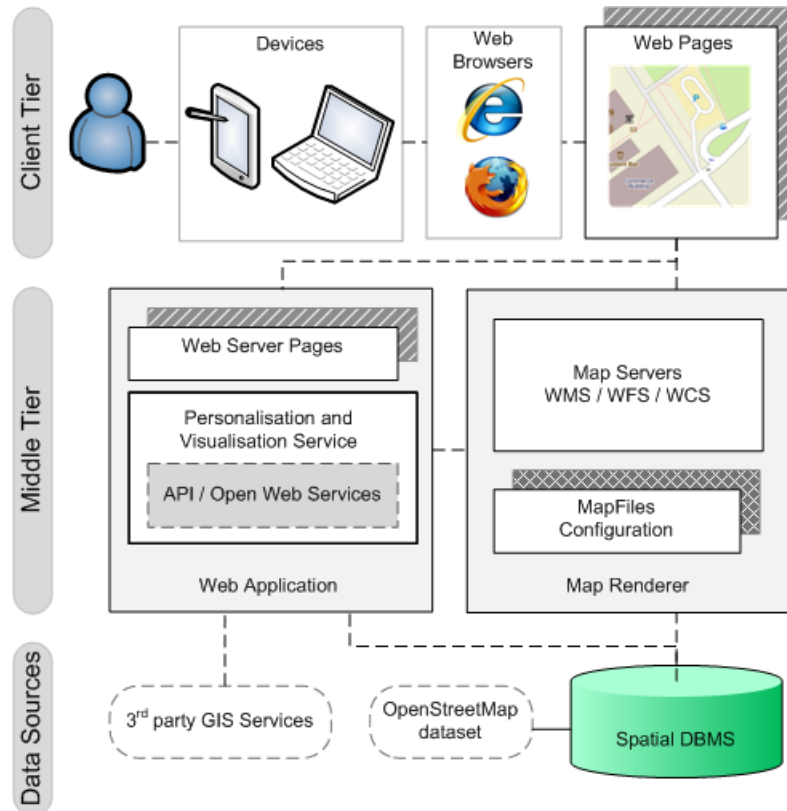 Client Tier
Devices
Web
Browsers
Web Pages
P
Middle Tier
Web Server Pages
Personalisation and
Visualisation Service
API / Open Web Services
Web Application
Map Servers
WMS / WFS / WCS
MapFiles
Configuration
Map Renderer
Data Sources
3rd party GIS Services
OpenStreetMap
dataset
Spatial DBMS